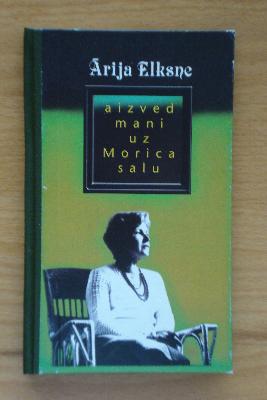 Ārija Elksne
aizved
mani
uz
Morica
salu